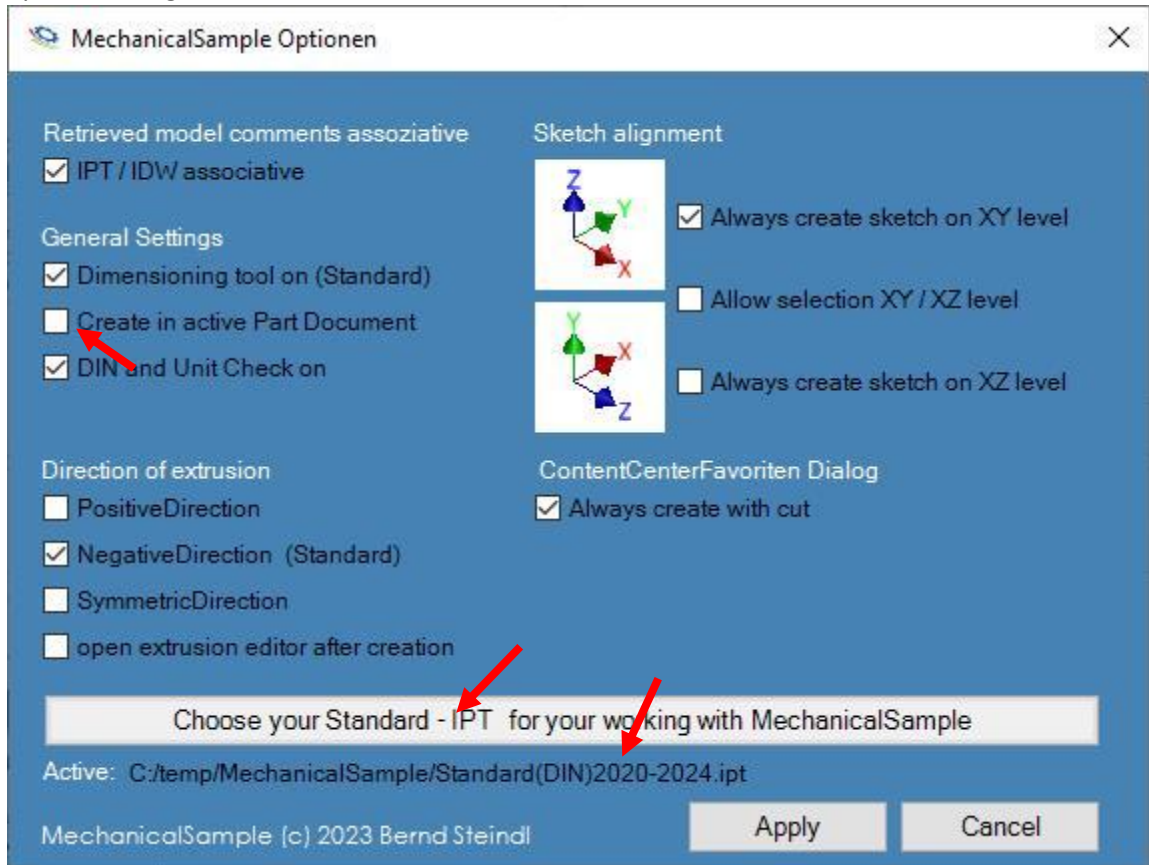 MechanicalSample Optionen
Retrieved model comments assoziative
IPT / IDW associative
General Settings
Dimensioning tool on (Standard)
Create in active Part Document
DIN and Unit Check on
Sketch alignment
Z
Y
X
Always create sketch on XY level
Allow selection XY / XZ level
Y
X
Z
Always create sketch on XZ level
Direction of extrusion
PositiveDirection
NegativeDirection (Standard)
SymmetricDirection
open extrusion editor after creation
ContentCenterFavoriten Dialog
Always create with cut
Choose your Standard - IPT for your working with MechanicalSample
Active: C:/temp/MechanicalSample/Standard(DIN)2020-2024.ipt
MechanicalSample (c) 2023 Bernd Steindl
Apply
Cancel